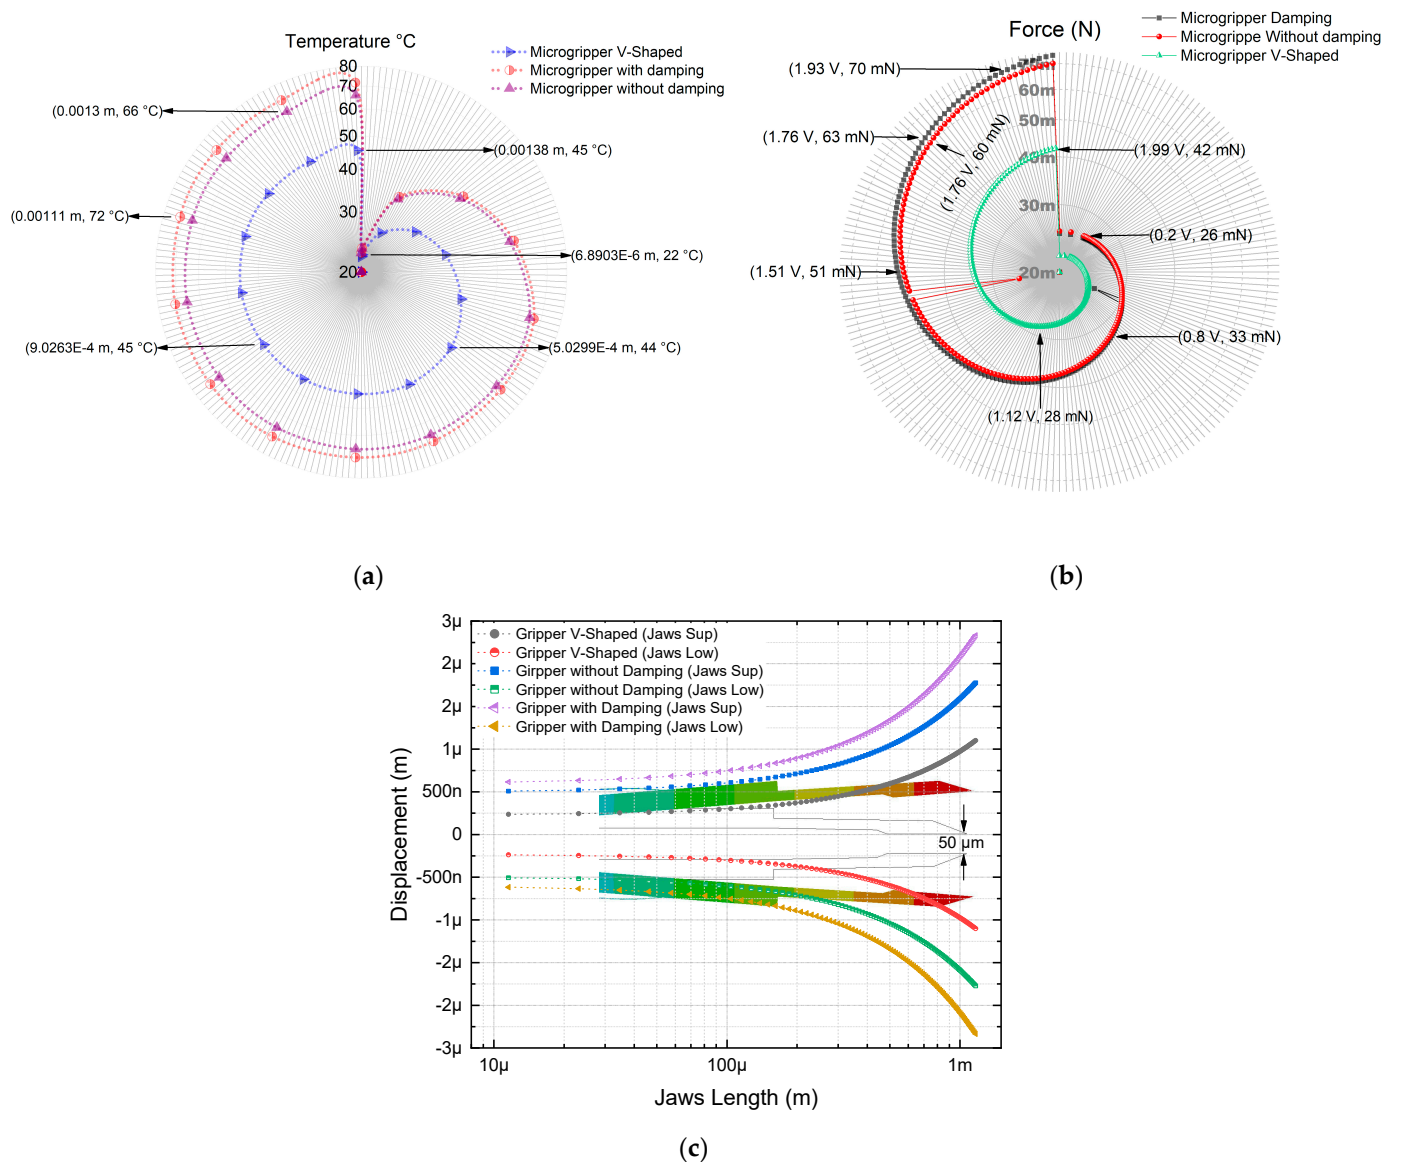 Temperature °C
Microgripper V-Shaped
Microgripper with damping
Microgripper without damping
80
70
60
50
40
30
20
(0.0013 m, 66 °C)
(0.00138 m, 45 °C)
(0.00111 m, 72 °C)
(6.8903E-6 m, 22 °C)
(9.0263E-4 m, 45 °C)
(5.0299E-4 m, 44 °C)
(a)
Force (N)
Microgripper Damping
Microgrippe Without damping
Microgripper V-Shaped
60m
50m
40m
30m
20m
(1.93 V, 70 mN)
(1.76 V, 63 mN)
(1.76 V, 60 mN)
(1.99 V, 42 mN)
(0.2 V, 26 mN)
(1.51 V, 51 mN)
(0.8 V, 33 mN)
(1.12 V, 28 mN)
(b)
Displacement (m)
3µ
2µ
2µ
1µ
500n
0
-500n
-1µ
-2µ
-2µ
-3µ
Gripper V-Shaped (Jaws Sup)
Gripper V-Shaped (Jaws Low)
Girpper without Damping (Jaws Sup)
Gripper without Damping (Jaws Low)
Gripper with Damping (Jaws Sup)
Gripper with Damping (Jaws Low)
50 µm
10µ
100µ
1m
Jaws Length (m)
(c)